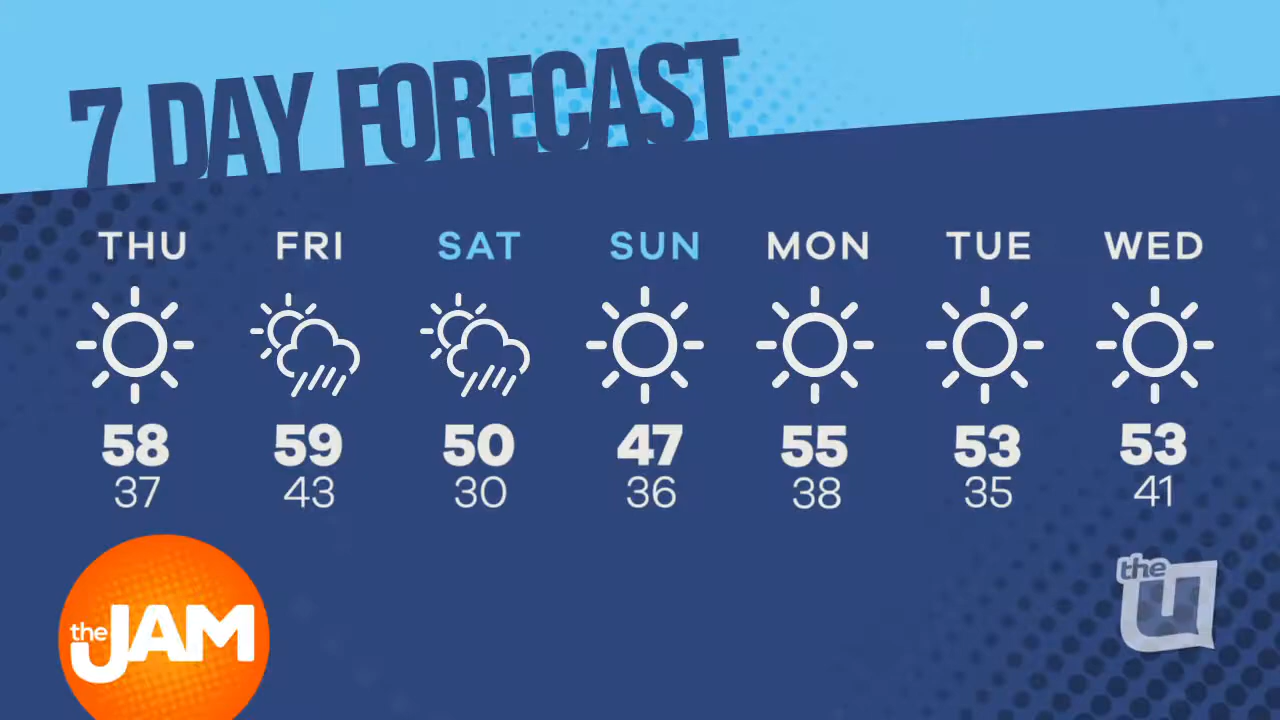 7 DAY FORECAST
THU FRI SAT SUN MON TUE WED
58 59 50 47 55 53 53
37 43 30 36 38 35 41
the JAM
the U